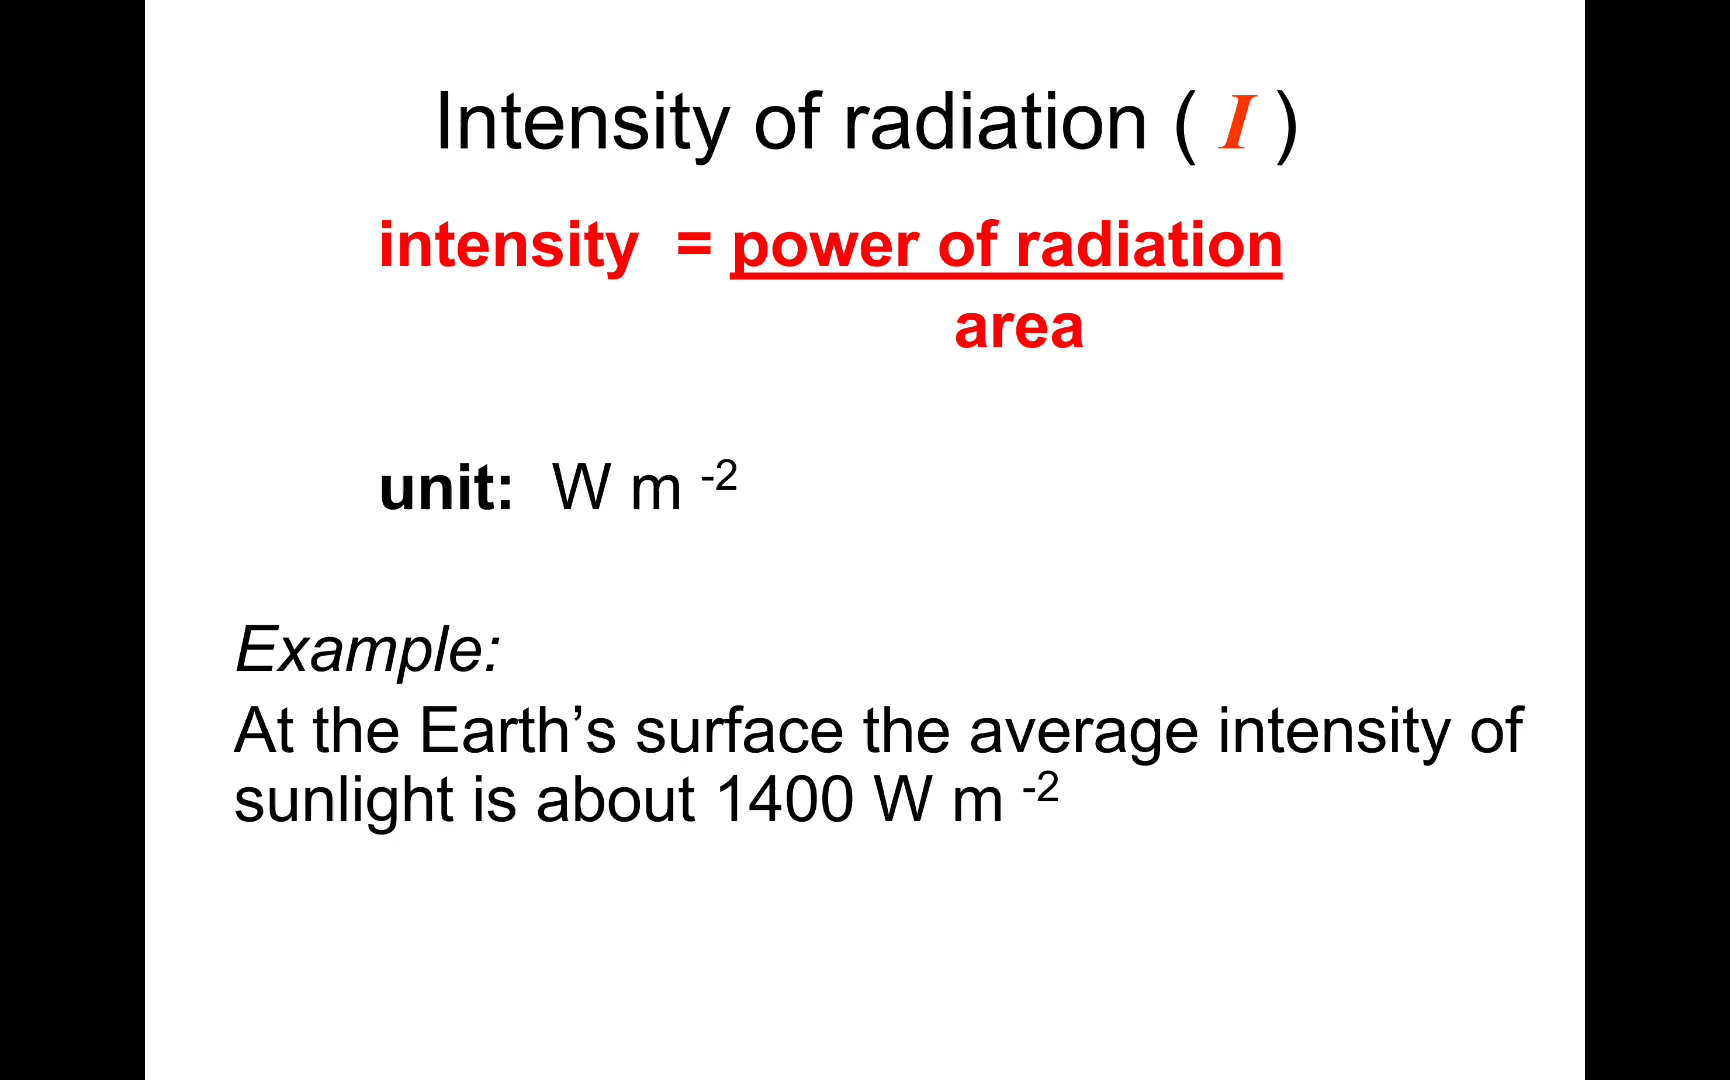 Intensity of radiation ( I )
intensity = power of radiation
area
unit: W m -2
Example:
At the Earth’s surface the average intensity of
sunlight is about 1400 W m -2